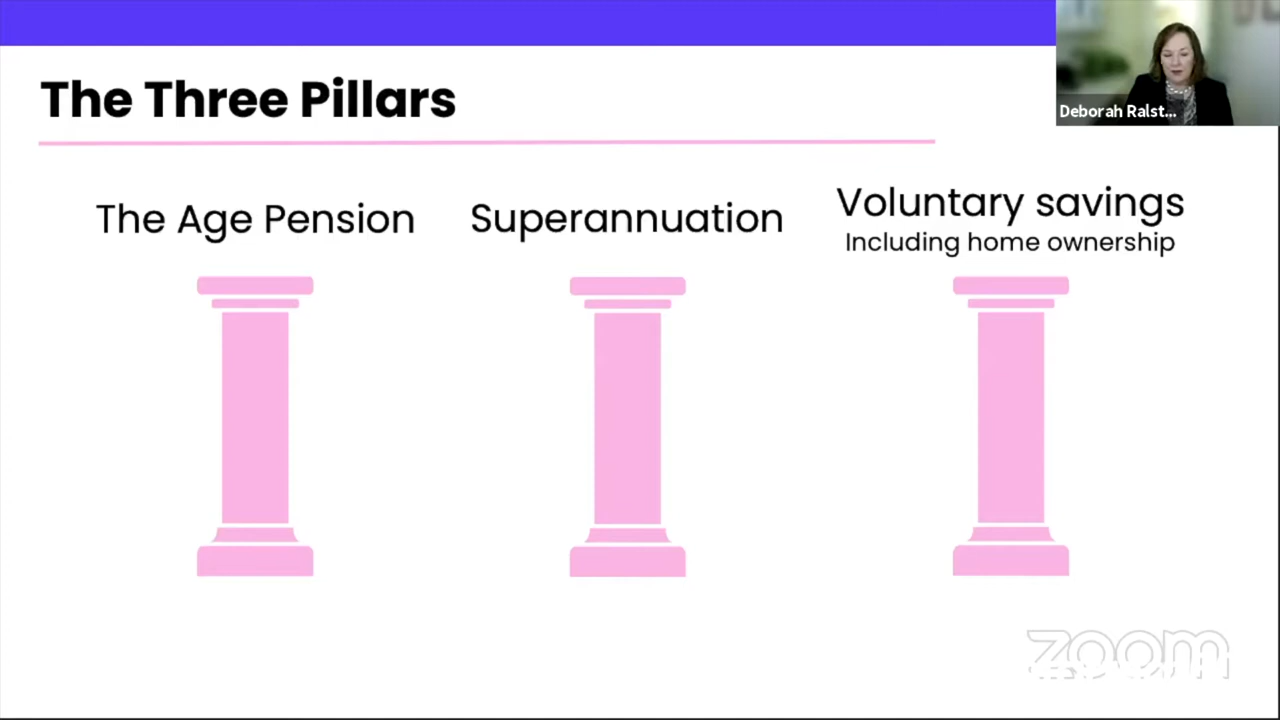 The Three Pillars
Deborah Ralst...
The Age Pension
Superannuation
Voluntary savings
Including home ownership
zoom